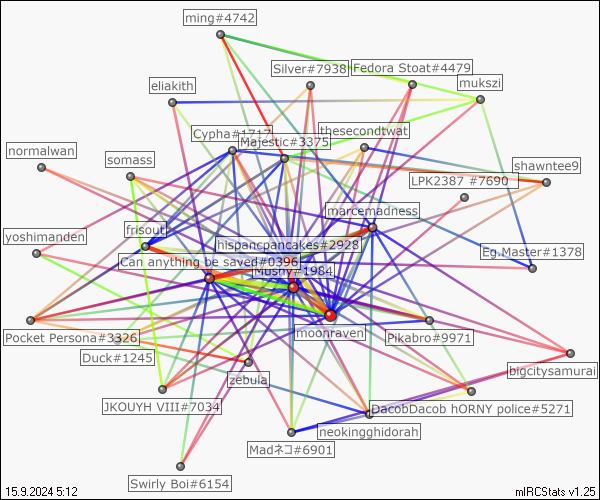 ming#4742
Silver#7938
Fedora Stoat#4479
eliakith
mukszi
Cypha#1717
Majestic#3375
thesecondtwat
normalwan
somass
shawntee9
LPK2387 #7690
marcemadness
frisouth
yoshimanden
hispancpancakes#2928
Eg.Master#1378
Can anything be saved#0396
Mushy#1984
moonraven
Pocket Persona#3326
Pikabro#9971
Duck#1245
bigcitysamurai
zebula
JKOUYH VIII#7034
DacobDacob hORNY police#5271
neokingghidorah
Madネコ#6901
Swirly Boi#6154
15.9.2024 5:12
mIRCStats v1.25